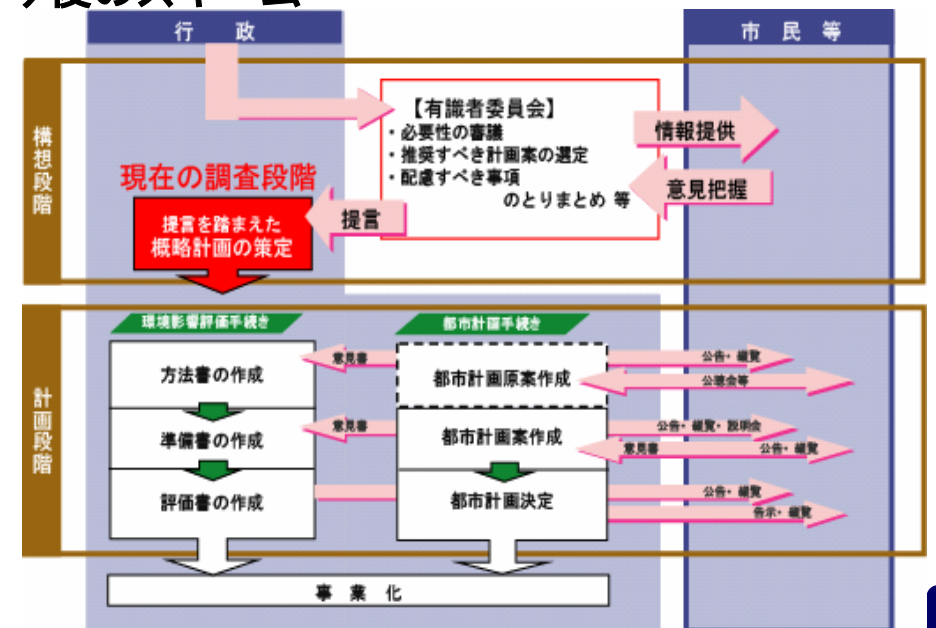 後のスキーム
行 政
市 民 等
構想段階
【有識者委員会】
・必要性の審議
・推奨すべき計画案の選定
・配慮すべき事項
のとりまとめ 等
情報提供
意見把握
現在の調査段階
提言
提言を踏まえた
概略計画の策定
計画段階
環境影響評価手続き
都市計画手続き
方法書の作成
意見書
都市計画原案作成
公告・縦覧
公聴会等
準備書の作成
意見書
都市計画案作成
公告・縦覧・説明会
意見書
公告・縦覧
評価書の作成
都市計画決定
公告・縦覧
告示・縦覧
事 業 化